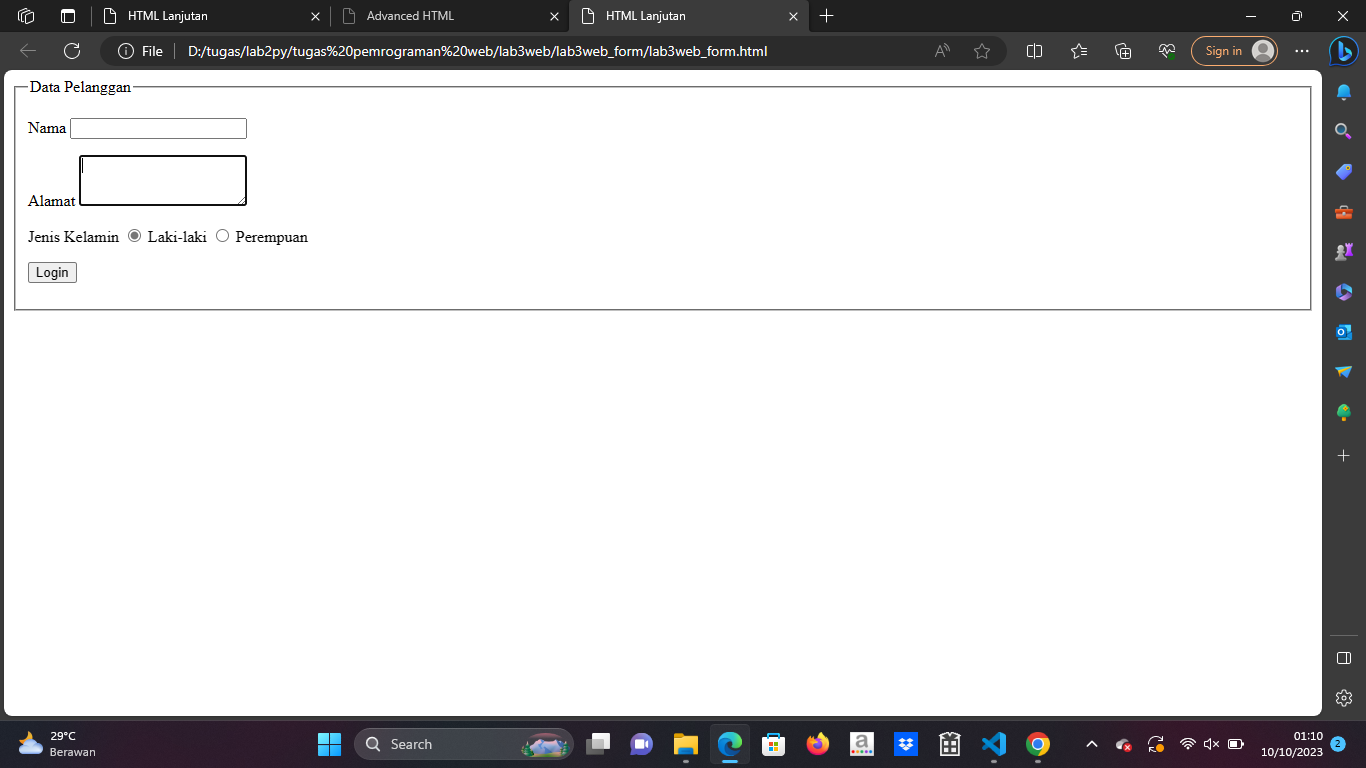 HTML Lanjutan
Advanced HTML
HTML Lanjutan
File
D:/tugas/lab2py/tugas%20pemrograman%20web/lab3web/lab3web_form/lab3web_form.html
Sign in
Data Pelanggan
Nama
Alamat
Jenis Kelamin Laki-laki Perempuan
Login
29°C
Berawan
Search
01:10
10/10/2023
2